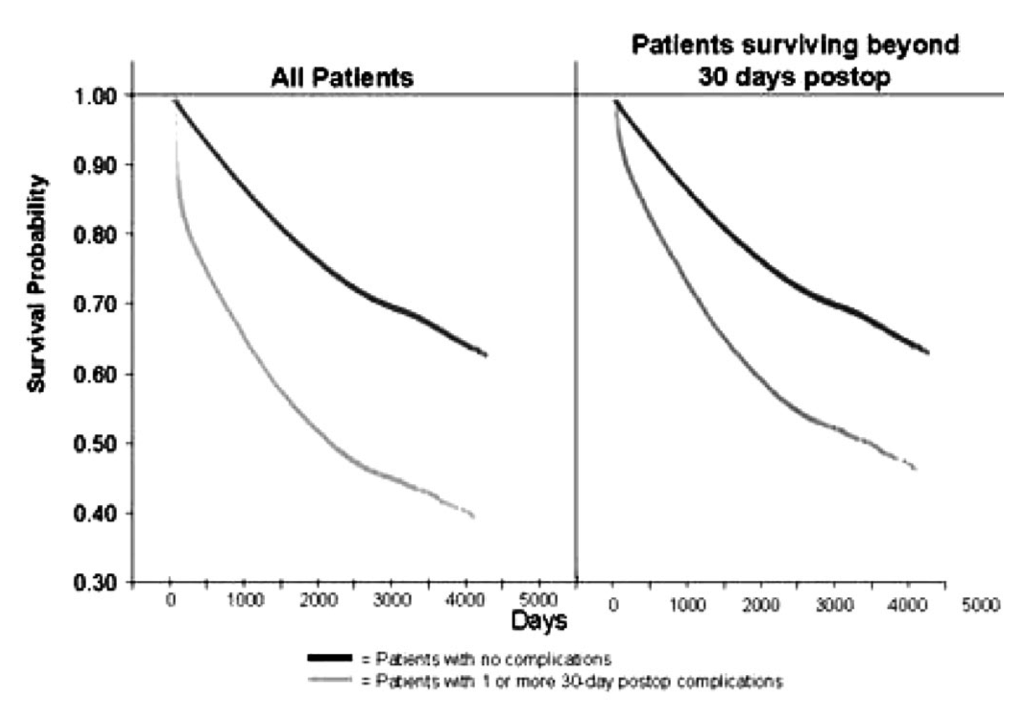 Patients surviving beyond
30 days postop
All Patients
Survival Probability
1.00
0.90
0.80
0.70
0.60
0.50
0.40
0.30
0 1000 2000 3000 4000 5000
0 1000 2000 3000 4000 5000
Days
= Patients with no complications
= Patients with 1 or more 30-day postop complications